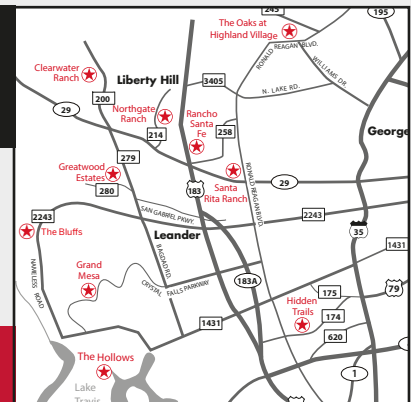 245
195
The Oaks at
Highland Village
RONALD
REAGAN BLVD.
WILLIAMS DR.
Clearwater
Ranch
Liberty Hill
3405
N. LAKE RD.
200
29
Northgate
Ranch
Rancho
Santa
Fe
214
258
George
279
Greatwood
Estates
280
183
Santa
Rita Ranch
RONALD REAGAN BLVD.
29
2243
SAN GABREL PKWY.
2243
The Bluffs
Leander
35
1431
NAMELESS
ROAD
BAGDAD RD.
Grand
Mesa
CRYSTAL
FALLS PARKWAY
183A
175
79
Hidden
Trails
174
1431
620
The Hollows
1
Lake
Travis